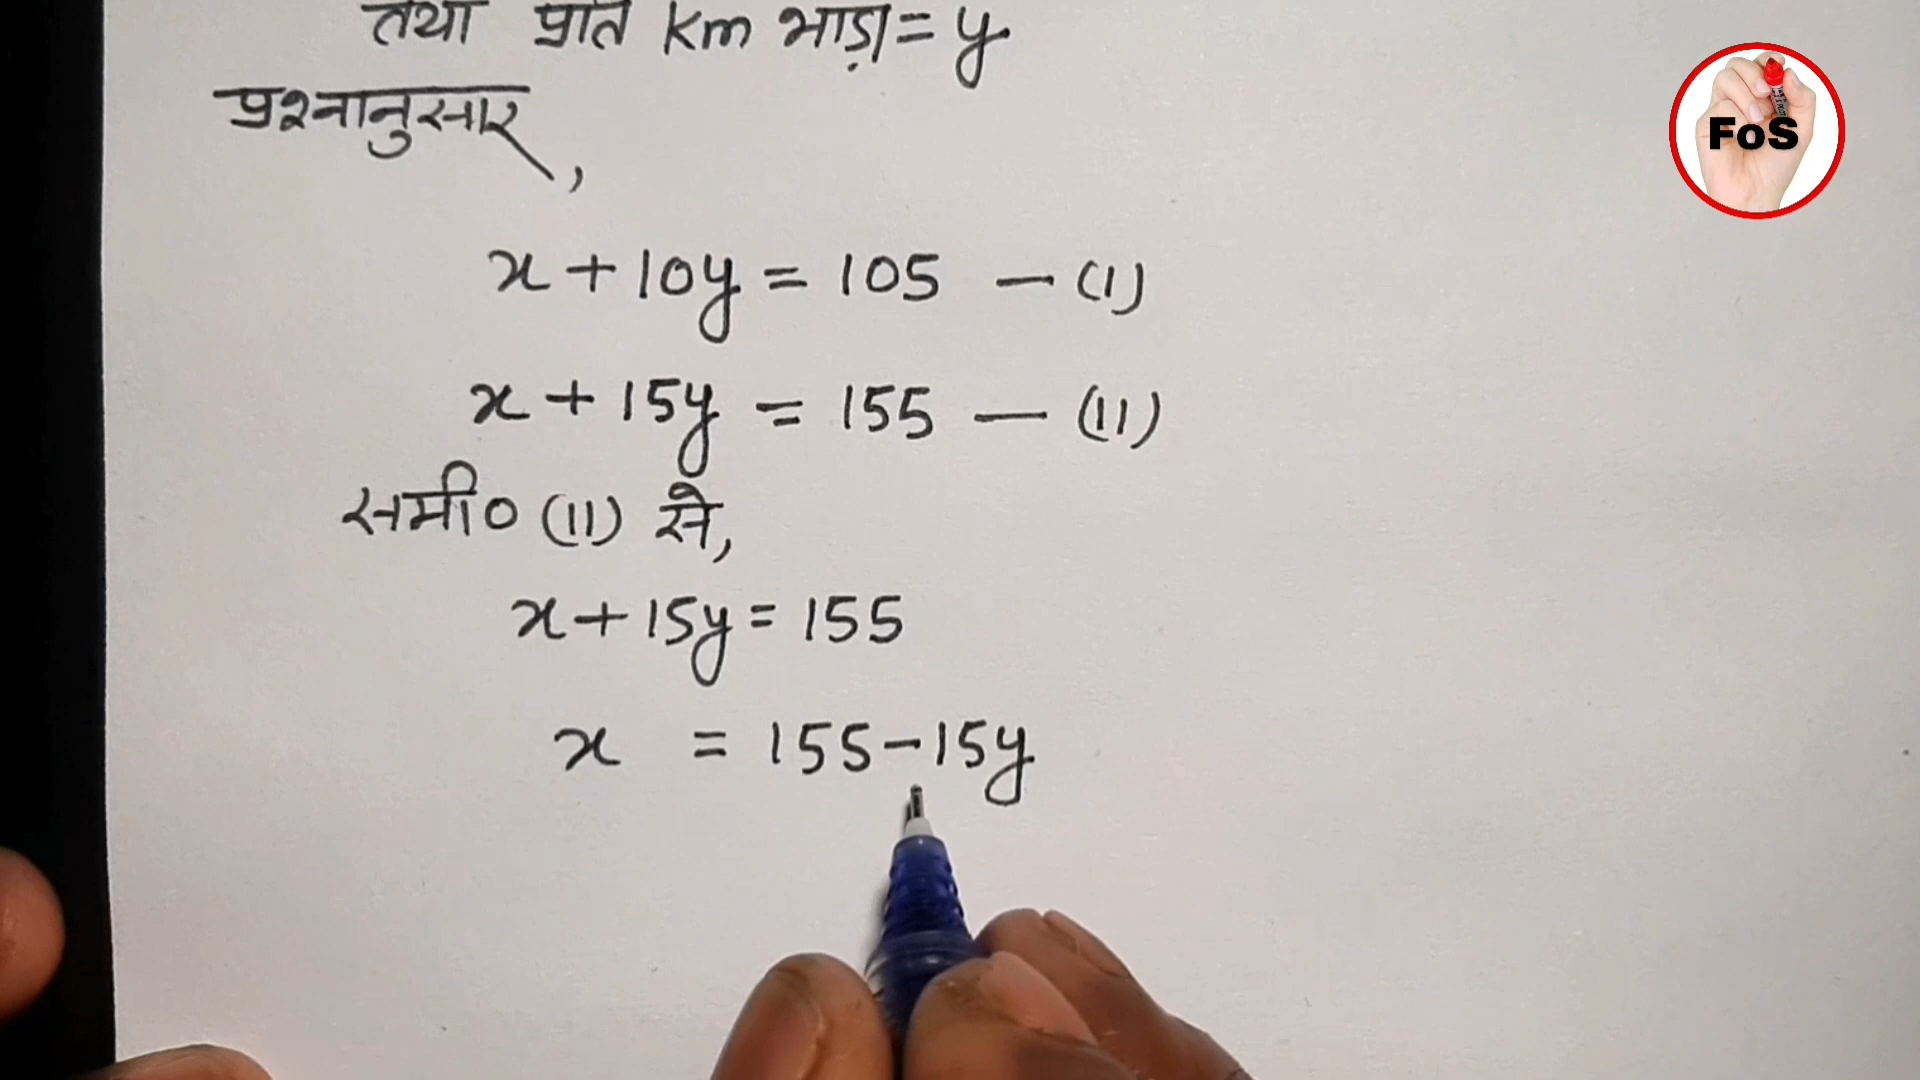 तथा प्रति km भाड़ा = y
प्रश्नानुसार,
x + 10y = 105 — (I)
x + 15y = 155 — (II)
समी० (II) से,
x + 15y = 155
x = 155 - 15y
FoS